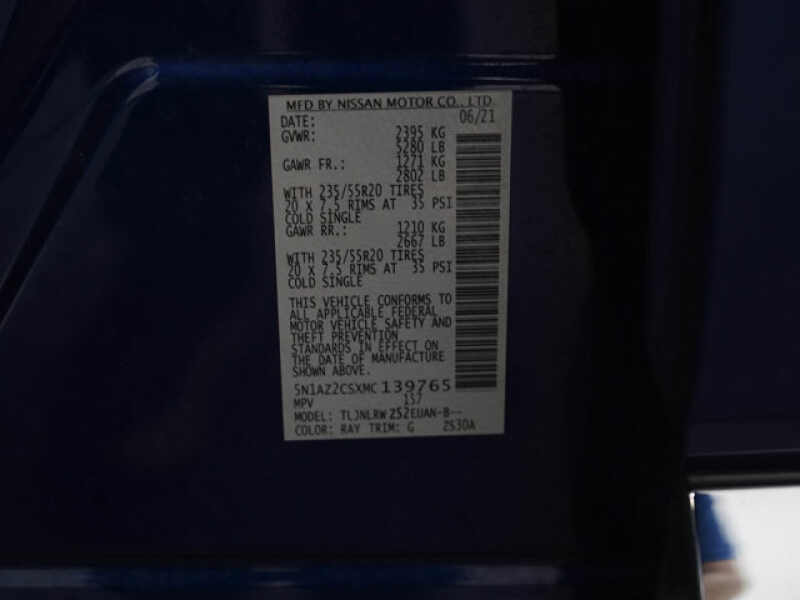 MFD BY NISSAN MOTOR CO., LTD
DATE: 06/21
GVWR: 2395 KG
5280 LB
GAWR FR.: 1271 KG
2802 LB
WITH 235/55R20 TIRES
20 X 7.5 RIMS AT 35 PSI
COLD SINGLE
GAWR RR.: 1210 KG
2667 LB
WITH 235/55R20 TIRES
20 X 7.5 RIMS AT 35 PSI
COLD SINGLE
THIS VEHICLE CONFORMS TO
ALL APPLICABLE FEDERAL
MOTOR VEHICLE SAFETY AND
THEFT PREVENTION
STANDARDS IN EFFECT ON
THE DATE OF MANUFACTURE
SHOWN ABOVE.
5N1AZ2CSXMC139765
MPV 137
MODEL: TLJNLRWZ52EUAN-B--
COLOR: RAY TRIM: G 2S30A